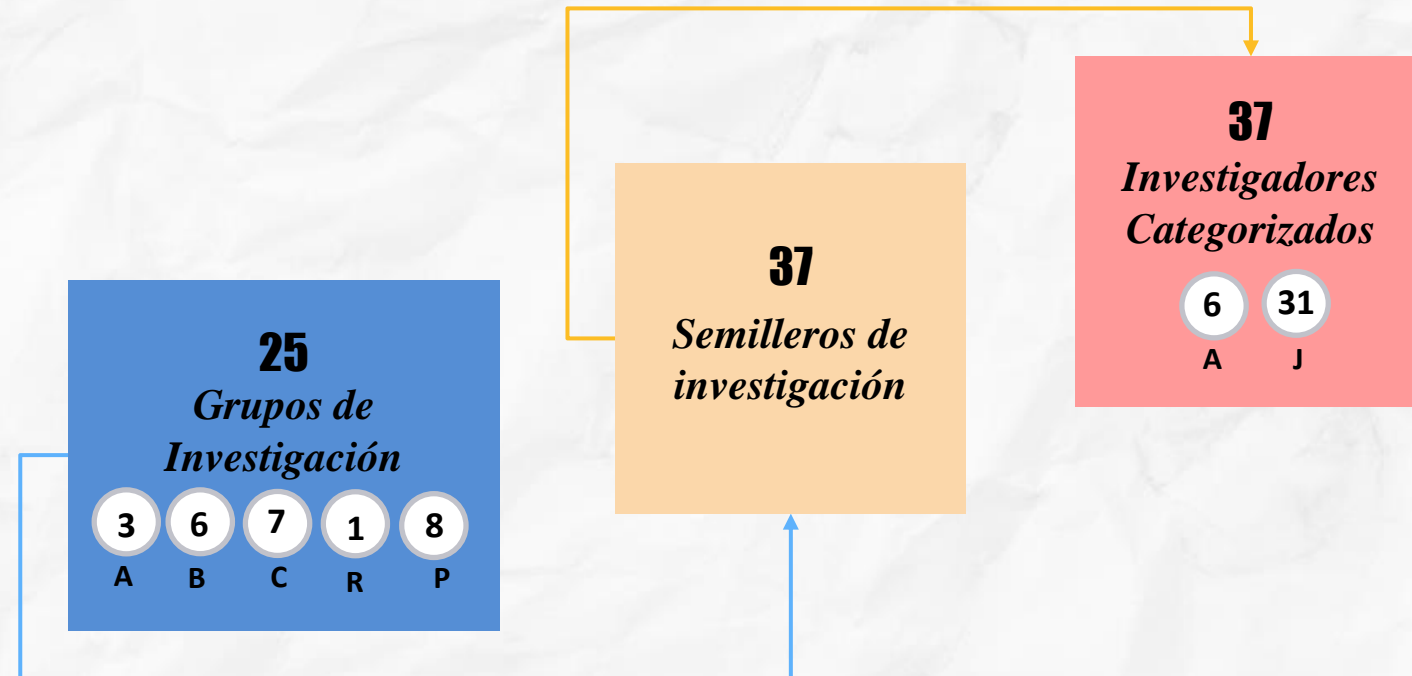 25
Grupos de
Investigación
3 6 7 1 8
A B C R P
37
Semilleros de
investigación
37
Investigadores
Categorizados
6 31
A J